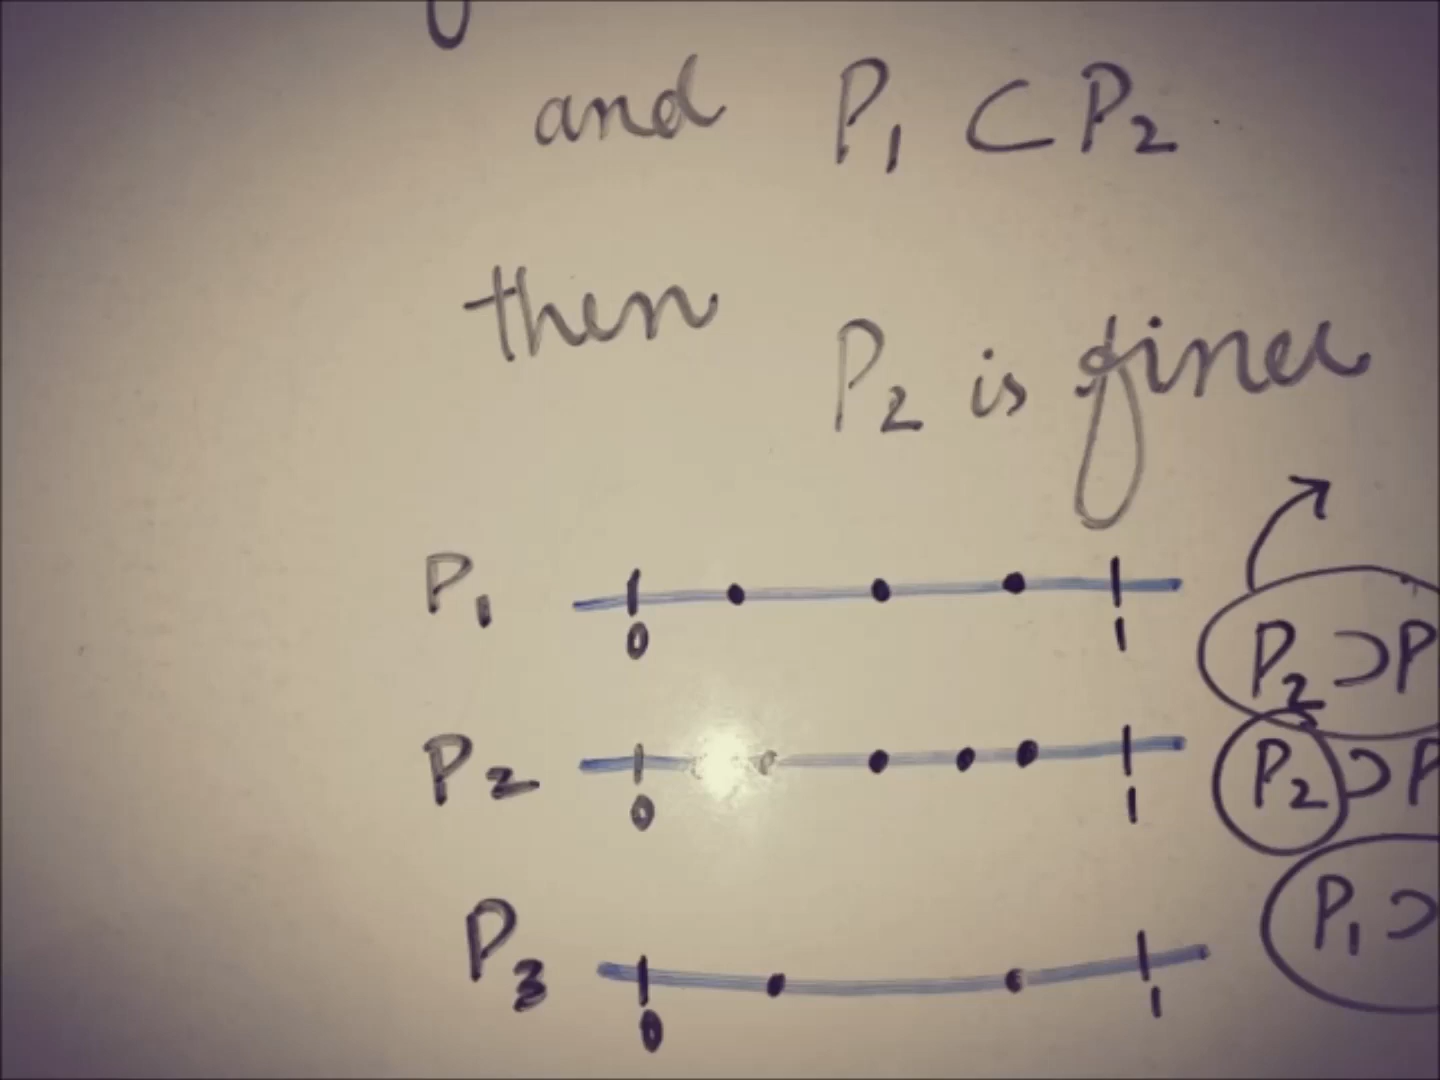 and P₁ ⊂ P₂
then
P₂ is finer
P₁ 0 1
P₂ ⊃ P
P₂ 0 1
P₂ ⊃ P
P₃ 0 1
P₁ ⊃